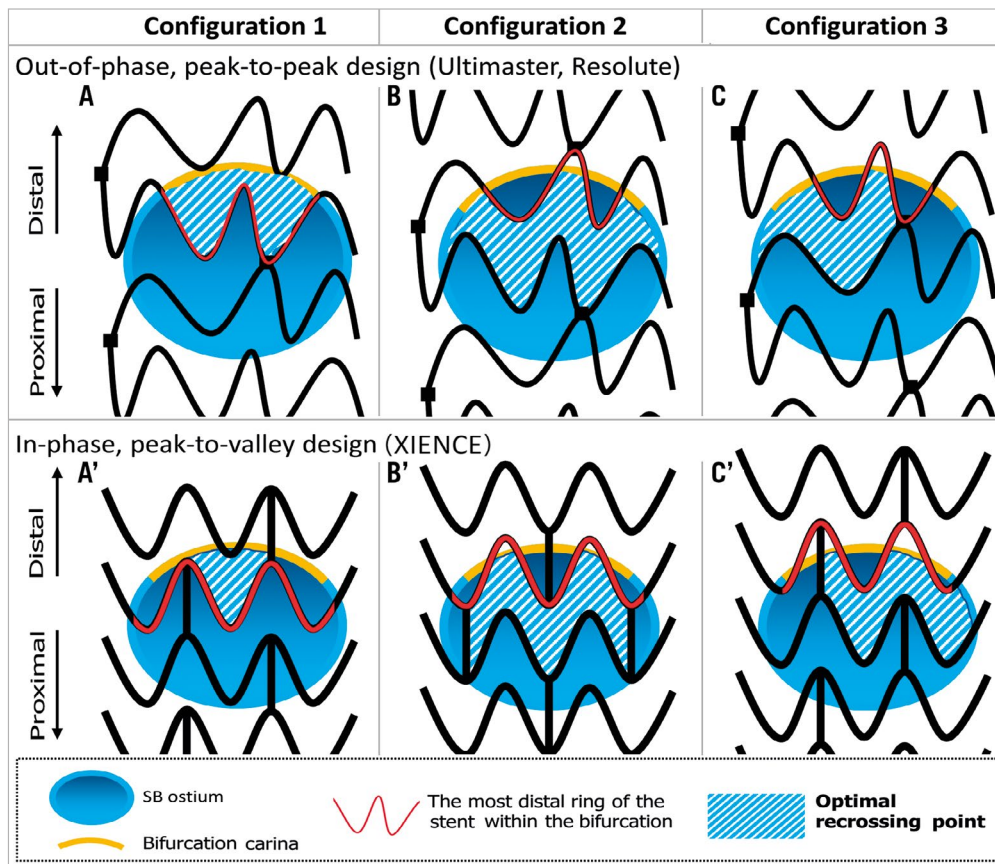 Configuration 1
Configuration 2
Configuration 3
Out-of-phase, peak-to-peak design (Ultimaster, Resolute)
A
B
C
Distal
Proximal
In-phase, peak-to-valley design (XIENCE)
A'
B'
C'
Distal
Proximal
SB ostium
Bifurcation carina
The most distal ring of the
stent within the bifurcation
Optimal
recrossing point